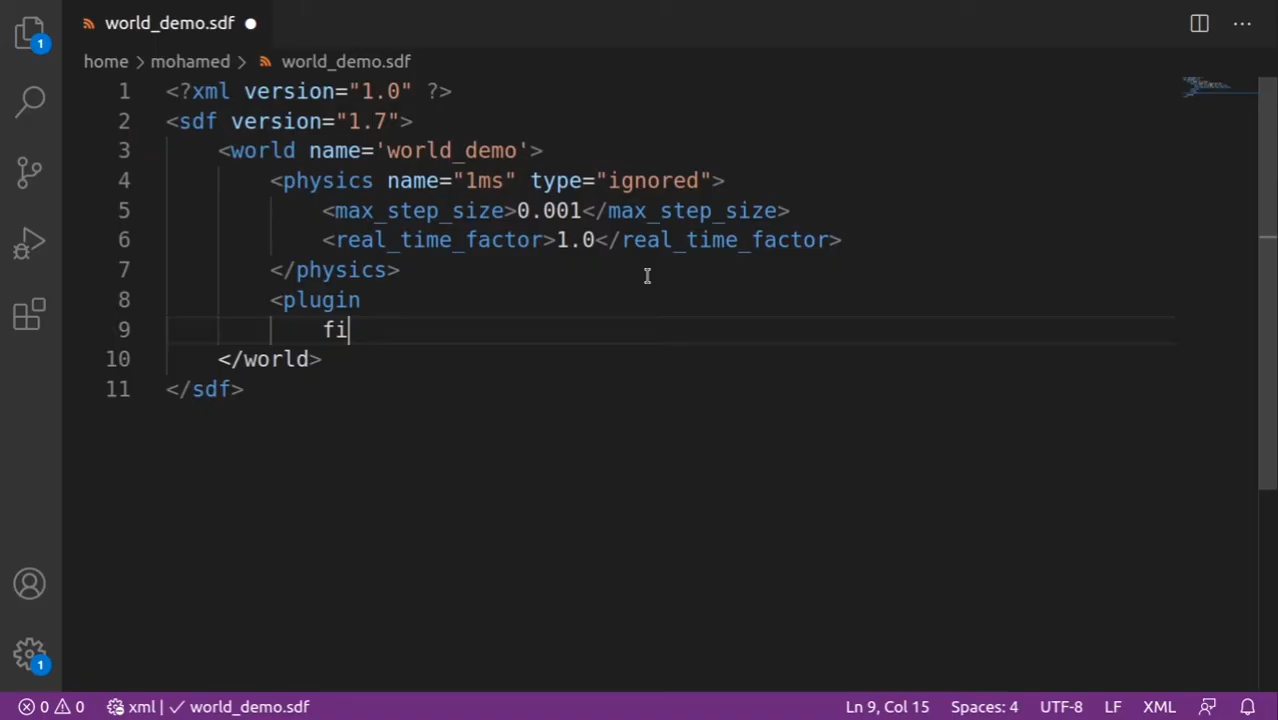 world_demo.sdf
1
home > mohamed > world_demo.sdf
1 <?xml version="1.0" ?>
2 <sdf version="1.7">
3 <world name='world_demo'>
4 <physics name="1ms" type="ignored">
5 <max_step_size>0.001</max_step_size>
6 <real_time_factor>1.0</real_time_factor>
7 </physics>
8 <plugin
9 fi
10 </world>
11 </sdf>
1
0 0 xml | world_demo.sdf Ln 9, Col 15 Spaces: 4 UTF-8 LF XML